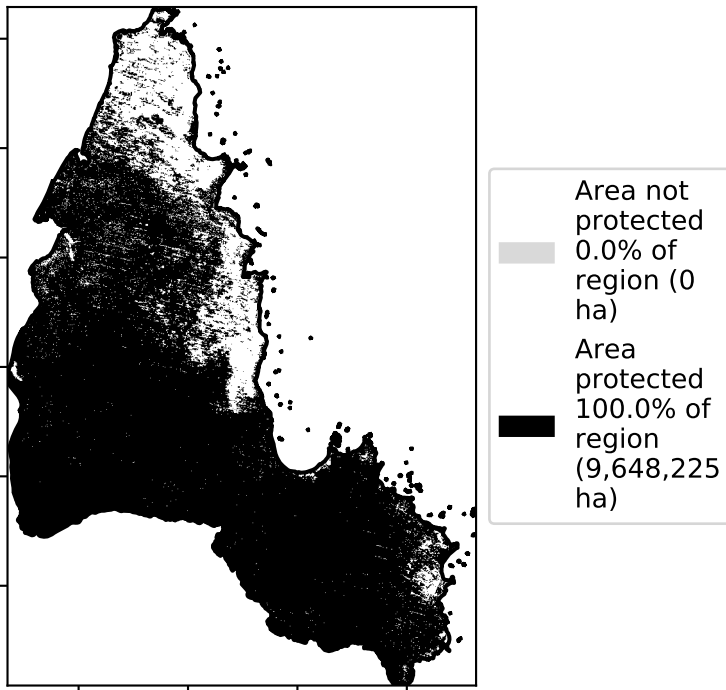 Area not
protected
0.0% of
region (0
ha)
Area
protected
100.0% of
region
(9,648,225
ha)